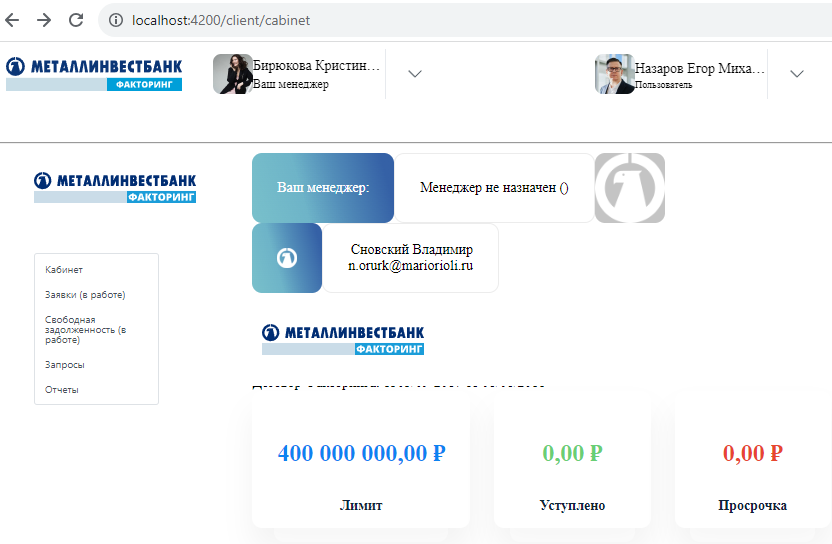 localhost:4200/client/cabinet
МЕТАЛЛИНВЕСТБАНК
ФАКТОРИНГ
Бирюкова Кристин...
Ваш менеджер
Назаров Егор Миха...
Пользователь
МЕТАЛЛИНВЕСТБАНК
ФАКТОРИНГ
Ваш менеджер:
Менеджер не назначен ()
Сновский Владимир
n.orurk@mariorioli.ru
Кабинет
Заявки (в работе)
Свободная
задолженность (в
работе)
Запросы
Отчеты
МЕТАЛЛИНВЕСТБАНК
ФАКТОРИНГ
400 000 000,00 ₽
0,00 ₽
0,00 ₽
Лимит
Уступлено
Просрочка